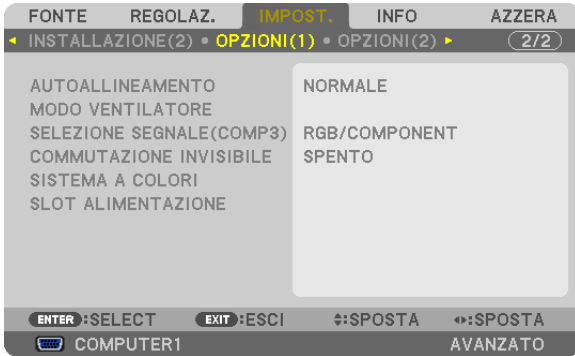 FONTE REGOLAZ. IMPOST. INFO AZZERA
INSTALLAZIONE(2) • OPZIONI(1) • OPZIONI(2) 2/2
AUTOALLINEAMENTO NORMALE
MODO VENTILATORE
SELEZIONE SEGNALE(COMP3) RGB/COMPONENT
COMMUTAZIONE INVISIBILE SPENTO
SISTEMA A COLORI
SLOT ALIMENTAZIONE
ENTER :SELECT EXIT :ESCI :SPOSTA :SPOSTA
COMPUTER1 AVANZATO